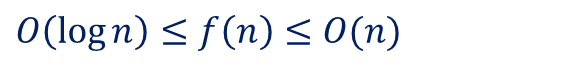 O(log n) ≤ f(n) ≤ O(n)